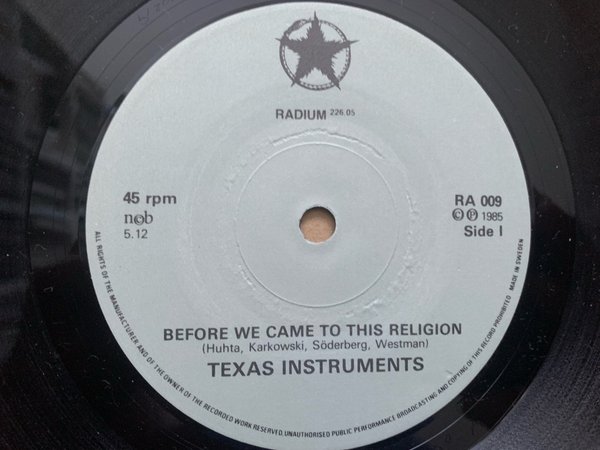 RADIUM 226.05
45 rpm
ncb
5.12
RA 009
© ℗ 1985
Side I
BEFORE WE CAME TO THIS RELIGION
(Huhta, Karkowski, Söderberg, Westman)
TEXAS INSTRUMENTS
ALL RIGHTS OF THE MANUFACTURER AND OF THE OWNER OF THE RECORDED WORK RESERVED. UNAUTHORISED PUBLIC PERFORMANCE BROADCASTING AND COPYING OF THIS RECORD PROHIBITED MADE IN SWEDEN